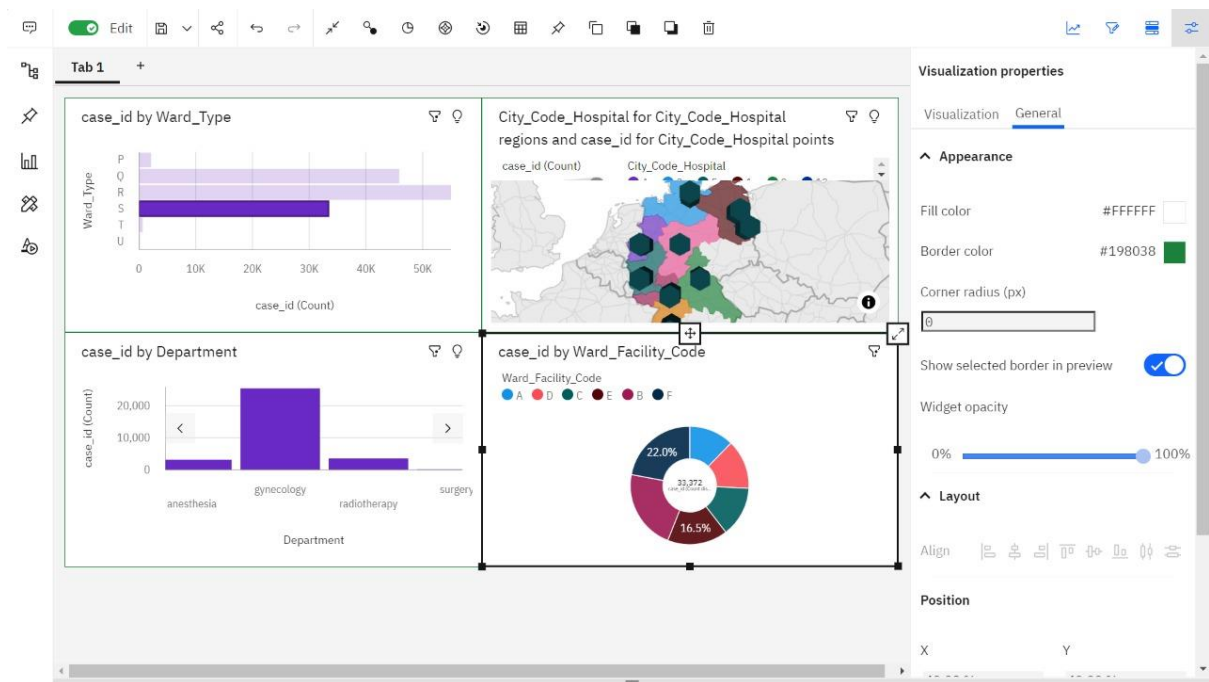 Edit
Tab 1 +
case_id by Ward_Type
Ward_Type
P
Q
R
S
T
U
0 10K 20K 30K 40K 50K
case_id (Count)
City_Code_Hospital for City_Code_Hospital
regions and case_id for City_Code_Hospital points
case_id (Count) City_Code_Hospital
case_id by Department
case_id (Count)
20,000
10,000
0
anesthesia
gynecology
radiotherapy
surgery
Department
case_id by Ward_Facility_Code
Ward_Facility_Code
A D C E B F
22.0%
33,372
16.5%
Visualization properties
Visualization General
Appearance
Fill color #FFFFFF
Border color #198038
Corner radius (px)
0
Show selected border in preview
Widget opacity
0% 100%
Layout
Align
Position
X Y